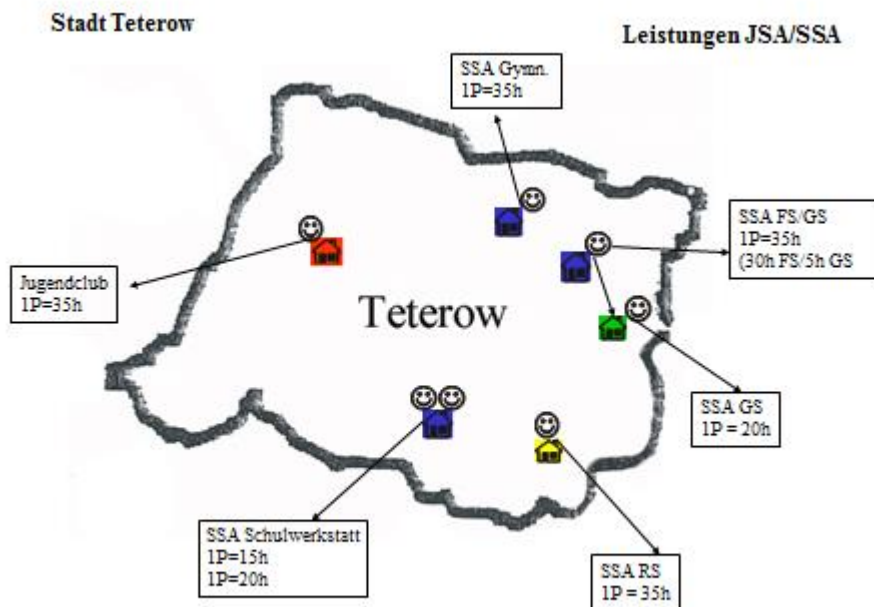 Stadt Teterow
Leistungen JSA/SSA
SSA Gymn.
1P=35h
SSA FS/GS
1P=35h
(30h FS/5h GS
Jugendclub
1P=35h
Teterow
SSA GS
1P = 20h
SSA Schulwerkstatt
1P=15h
1P=20h
SSA RS
1P = 35h